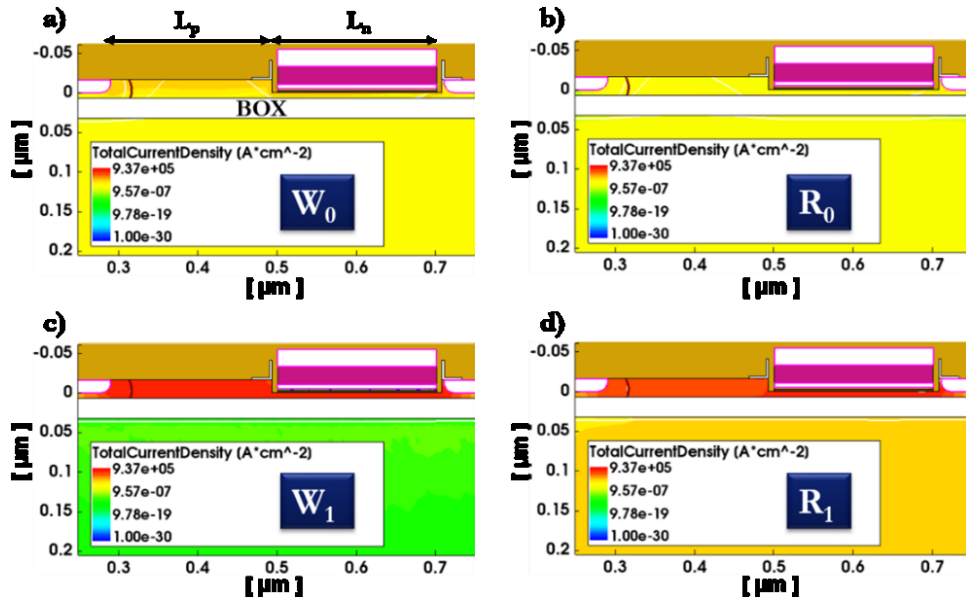 a) Lp Ln
-0.05
0
0.05
0.1
0.15
0.2
[ µm ]
BOX
TotalCurrentDensity (A*cm^-2)
9.37e+05
9.57e-07
9.78e-19
1.00e-30
W0
0.3 0.4 0.5 0.6 0.7
[ µm ]
b)
-0.05
0
0.05
0.1
0.15
0.2
[ µm ]
TotalCurrentDensity (A*cm^-2)
9.37e+05
9.57e-07
9.78e-19
1.00e-30
R0
0.3 0.4 0.5 0.6 0.7
[ µm ]
c)
-0.05
0
0.05
0.1
0.15
0.2
[ µm ]
TotalCurrentDensity (A*cm^-2)
9.37e+05
9.57e-07
9.78e-19
1.00e-30
W1
0.3 0.4 0.5 0.6 0.7
[ µm ]
d)
-0.05
0
0.05
0.1
0.15
0.2
[ µm ]
TotalCurrentDensity (A*cm^-2)
9.37e+05
9.57e-07
9.78e-19
1.00e-30
R1
0.3 0.4 0.5 0.6 0.7
[ µm ]